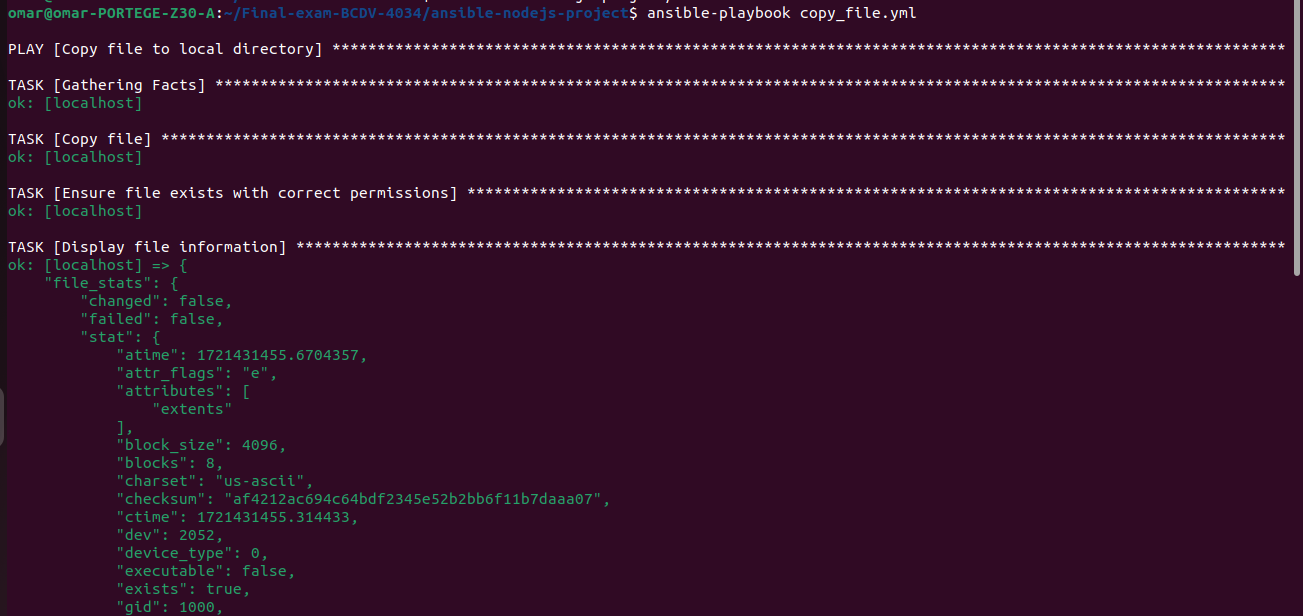 omar@omar-PORTEGE-Z30-A:~/Final-exam-BCDV-4034/ansible-nodejs-project$ ansible-playbook copy_file.yml
PLAY [Copy file to local directory] **********************************************************************************************************
TASK [Gathering Facts] ***********************************************************************************************************************
ok: [localhost]
TASK [Copy file] *****************************************************************************************************************************
ok: [localhost]
TASK [Ensure file exists with correct permissions] *******************************************************************************************
ok: [localhost]
TASK [Display file information] **************************************************************************************************************
ok: [localhost] => {
    "file_stats": {
        "changed": false,
        "failed": false,
        "stat": {
            "atime": 1721431455.6704357,
            "attr_flags": "e",
            "attributes": [
                "extents"
            ],
            "block_size": 4096,
            "blocks": 8,
            "charset": "us-ascii",
            "checksum": "af4212ac694c64bdf2345e52b2bb6f11b7daaa07",
            "ctime": 1721431455.314433,
            "dev": 2052,
            "device_type": 0,
            "executable": false,
            "exists": true,
            "gid": 1000,